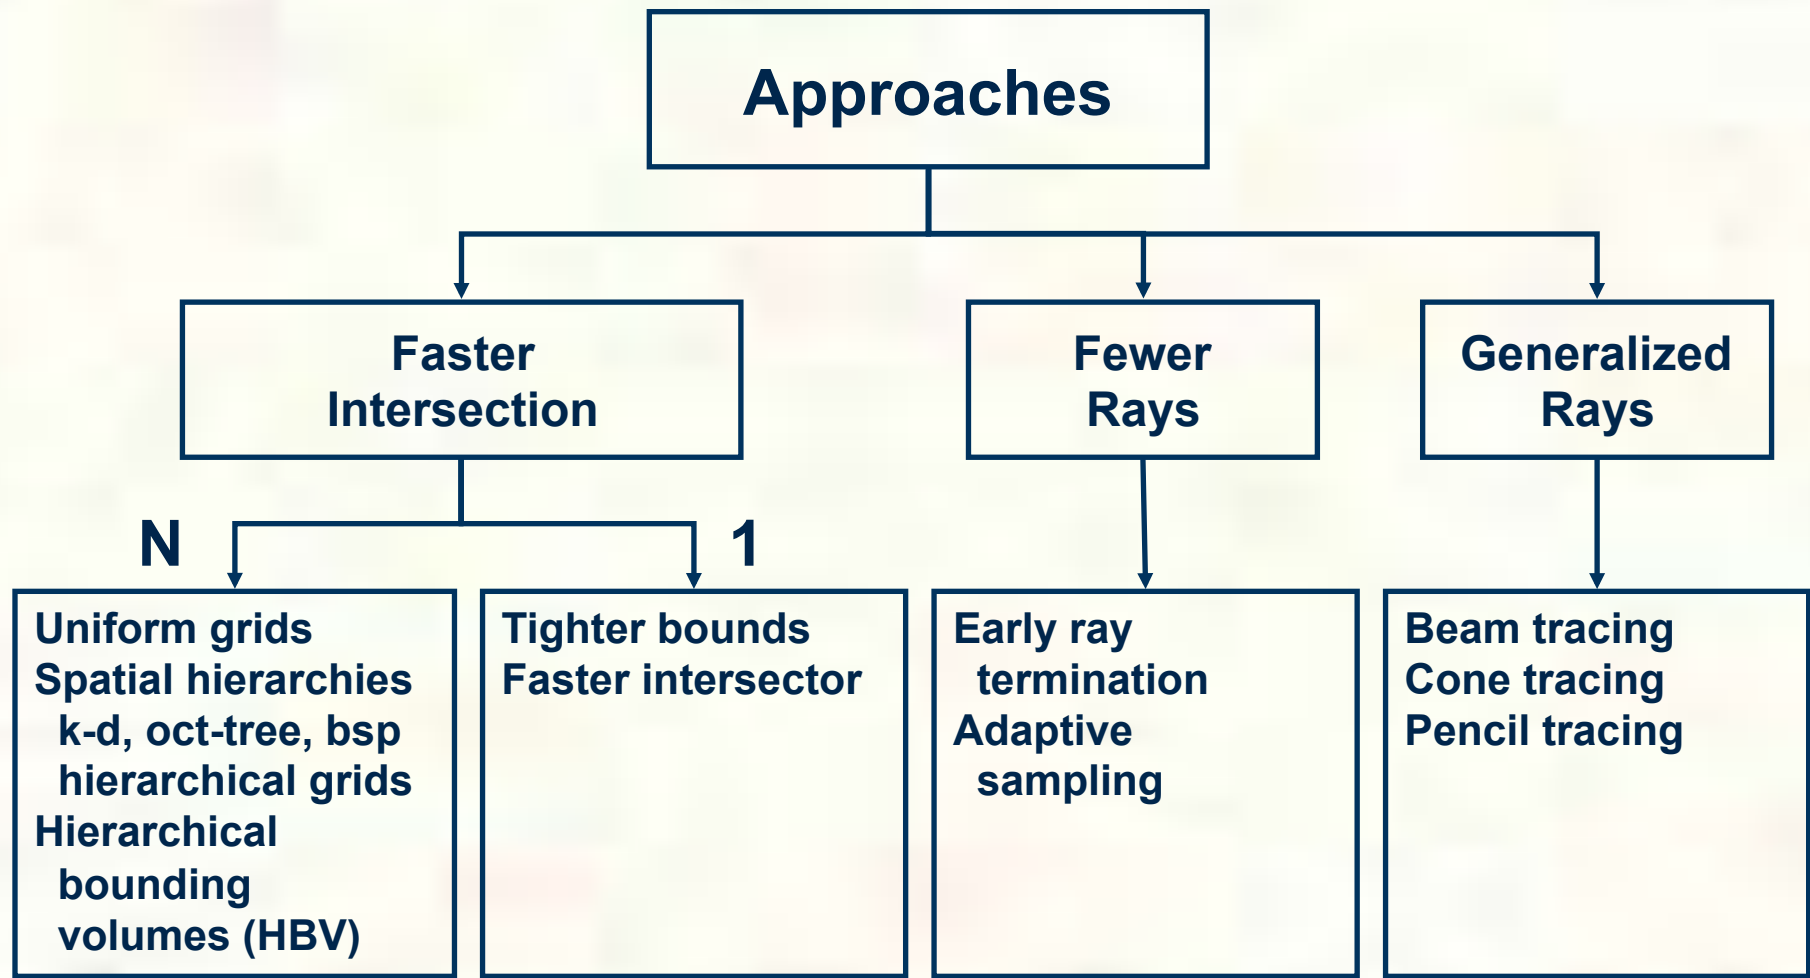 Approaches
Faster
Intersection
Fewer
Rays
Generalized
Rays
N
1
Uniform grids
Spatial hierarchies
k-d, oct-tree, bsp
hierarchical grids
Hierarchical
bounding
volumes (HBV)
Tighter bounds
Faster intersector
Early ray
termination
Adaptive
sampling
Beam tracing
Cone tracing
Pencil tracing